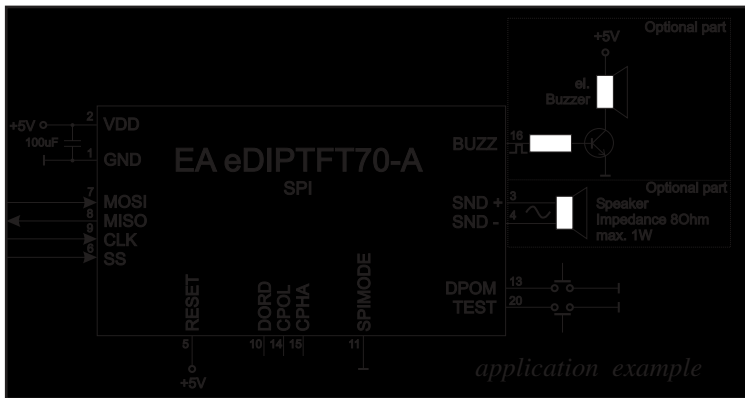 Optional part
+5V
el.
Buzzer
2
VDD
+5V
100uF
1
GND
EA eDIPTFT70-A
SPI
BUZZ
16
Optional part
7
MOSI
8
MISO
9
CLK
6
SS
SND +
3
SND -
4
Speaker
Impedance 8Ohm
max. 1W
DPOM
13
TEST
20
RESET
DORD
CPOL
CPHA
SPIMODE
5
10
14
15
11
+5V
application example